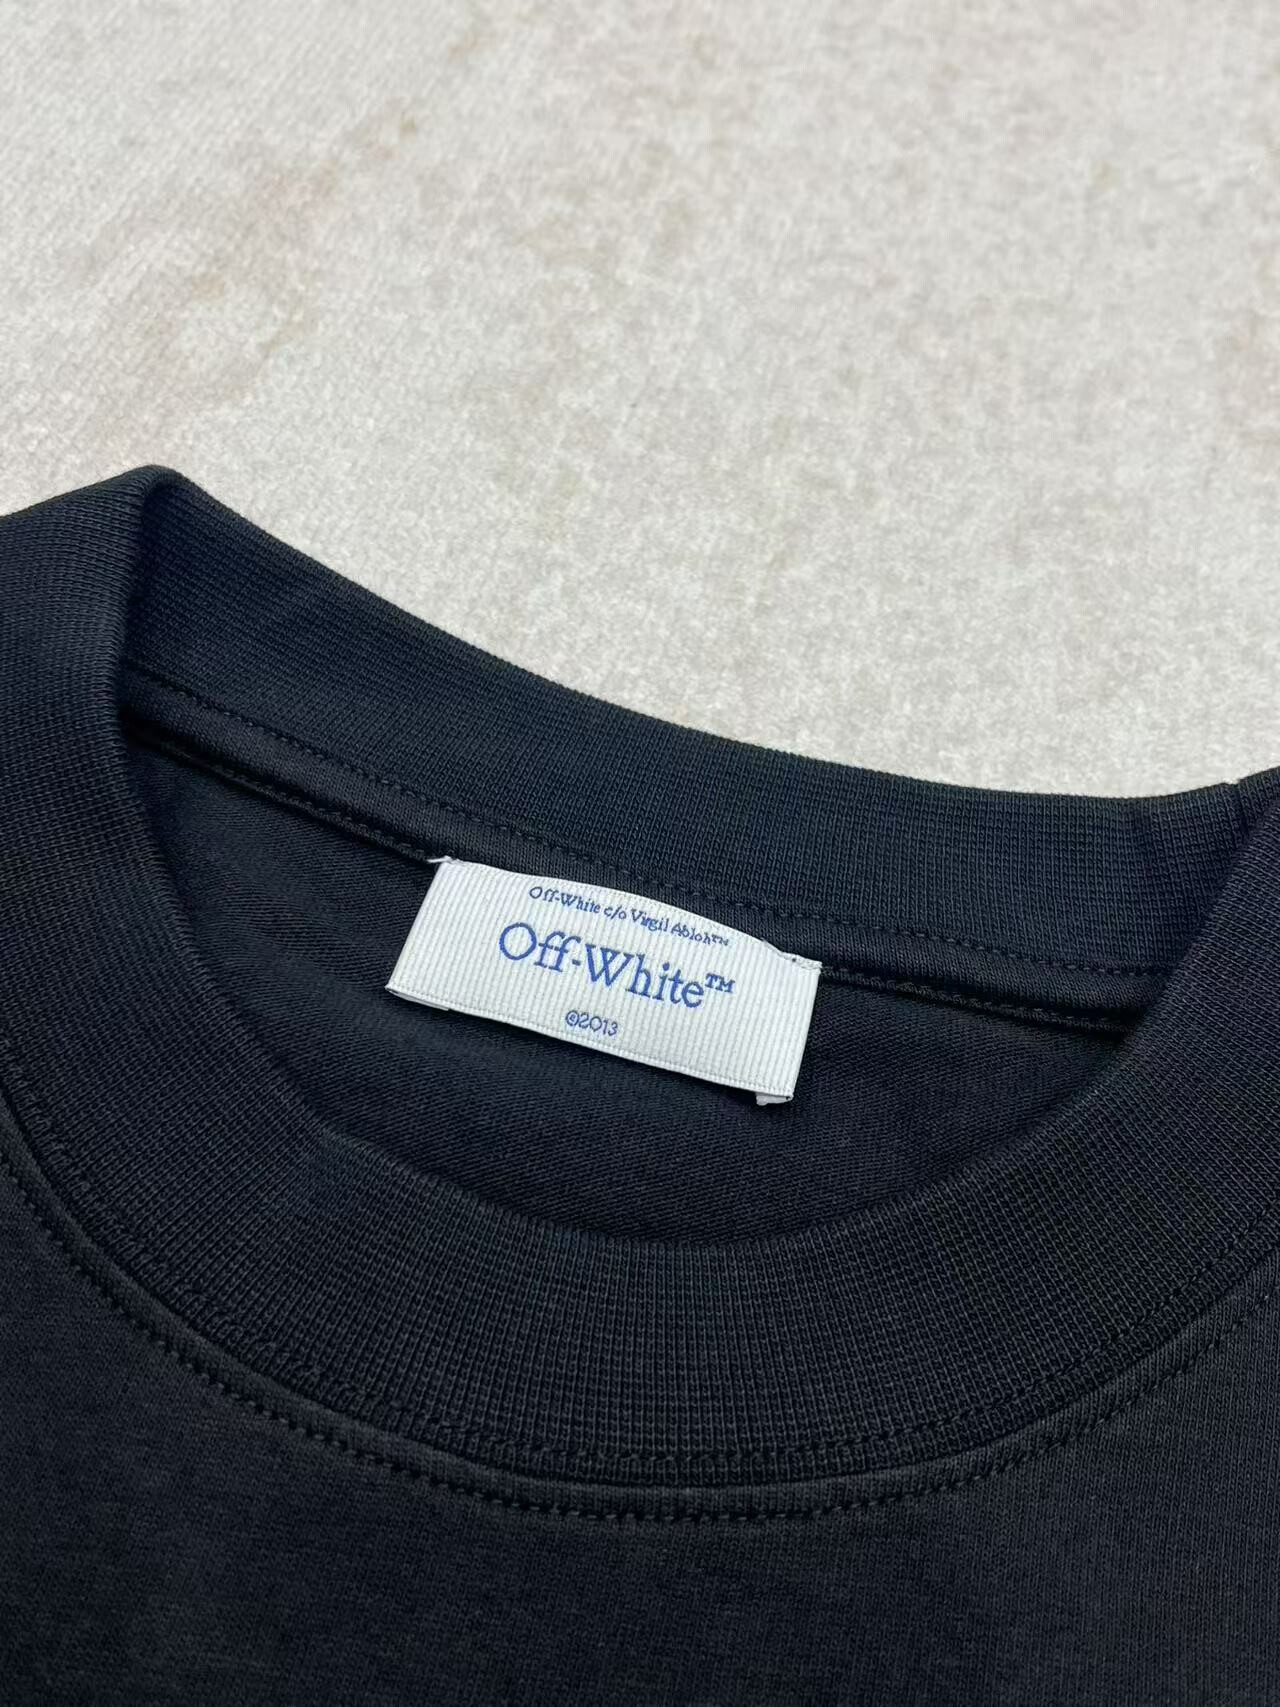 Off-White c/o Virgil Abloh™
Off-White™
©2013